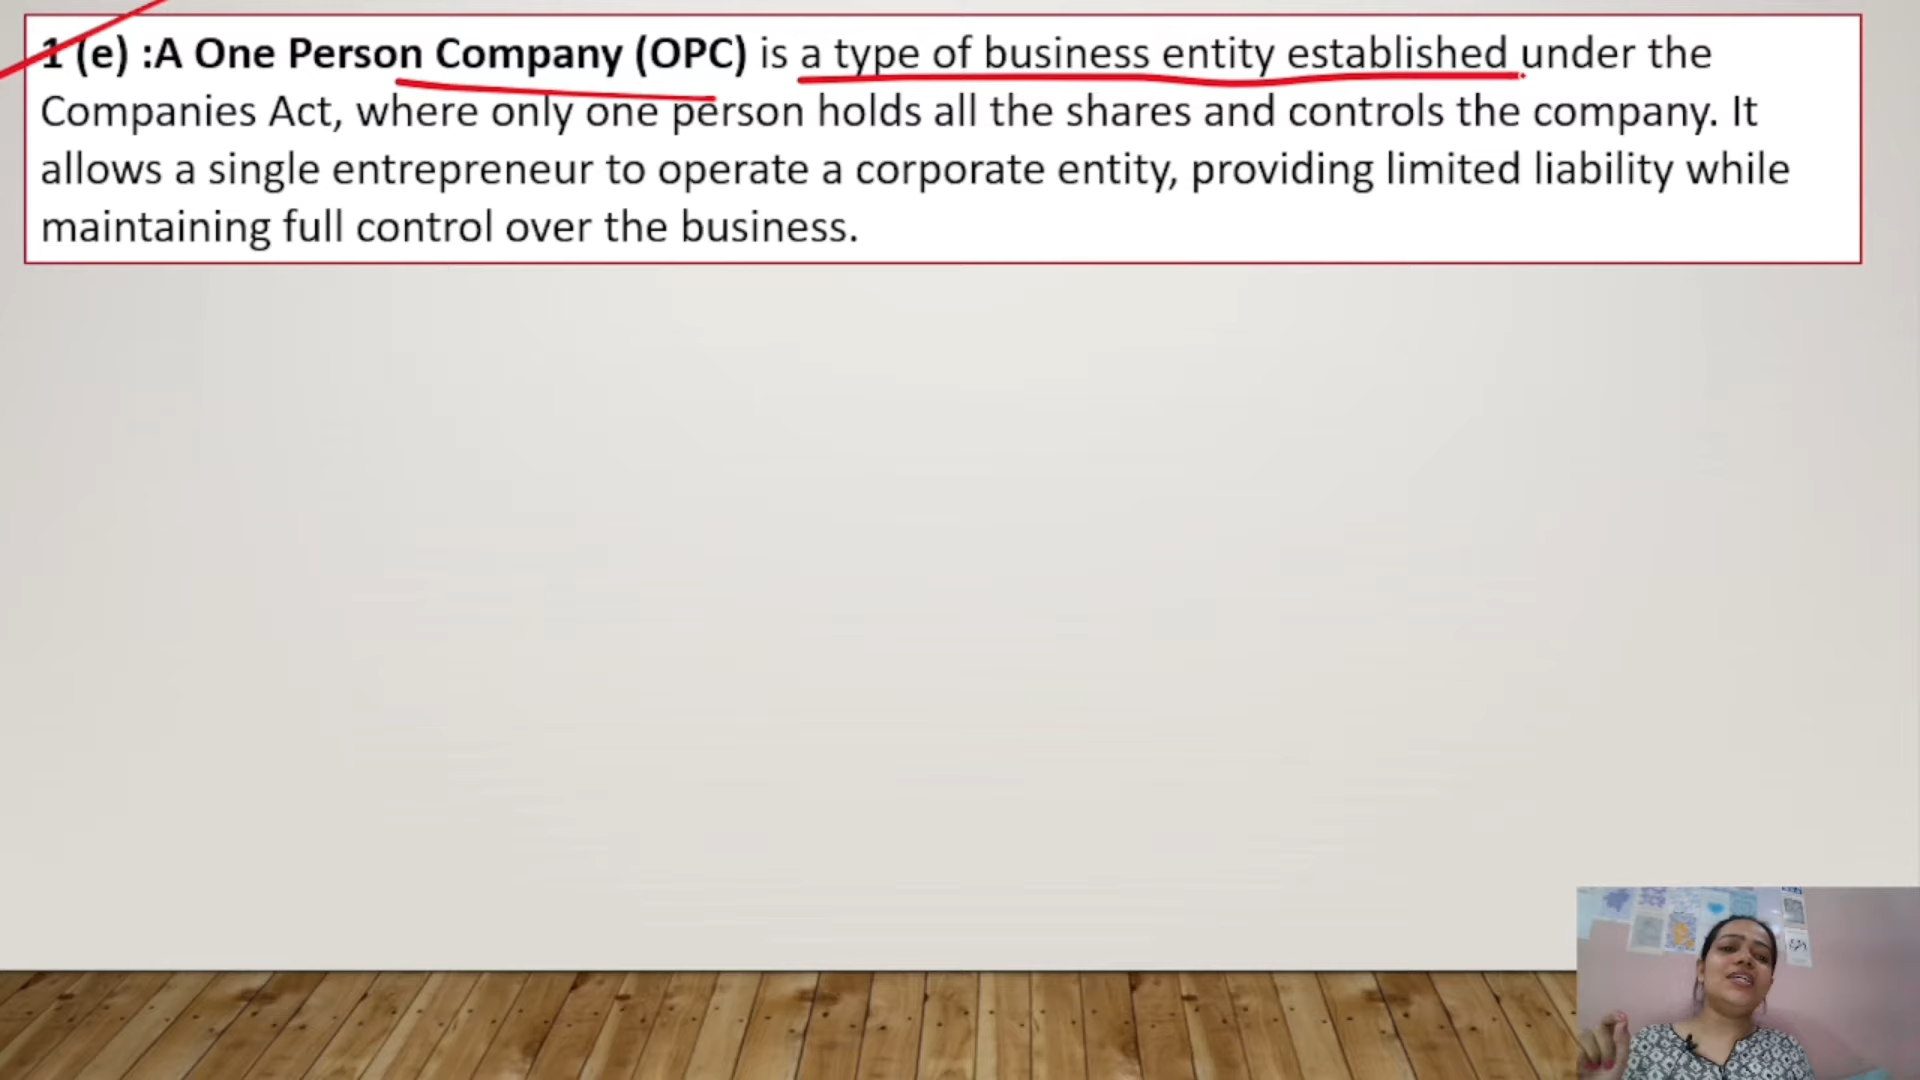 1 (e) :A One Person Company (OPC) is a type of business entity established under the
Companies Act, where only one person holds all the shares and controls the company. It
allows a single entrepreneur to operate a corporate entity, providing limited liability while
maintaining full control over the business.